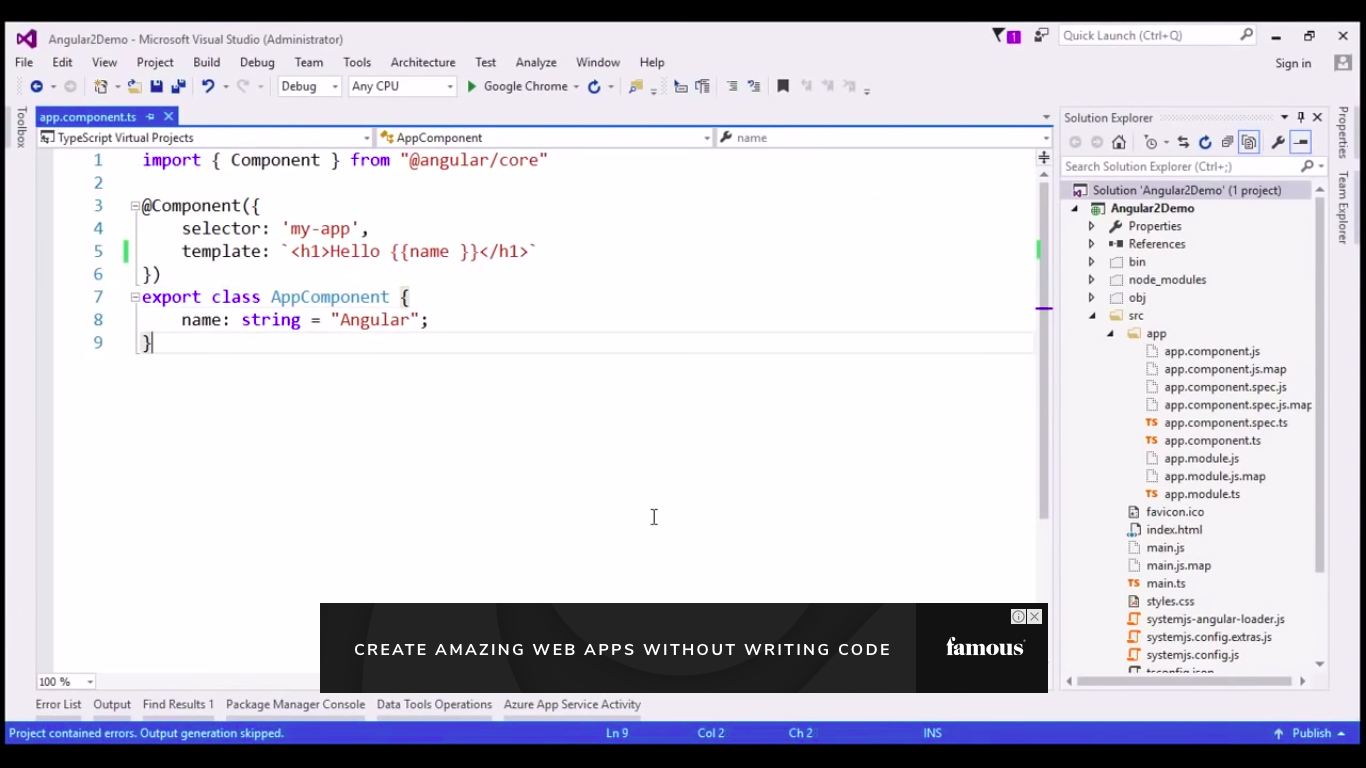 Angular2Demo - Microsoft Visual Studio (Administrator)
1
Quick Launch (Ctrl+Q)
File Edit View Project Build Debug Team Tools Architecture Test Analyze Window Help
Sign in
Debug Any CPU Google Chrome
Toolbox
app.component.ts
TypeScript Virtual Projects AppComponent name
1 import { Component } from "@angular/core"
2
3 @Component({
4 selector: 'my-app',
5 template: `<h1>Hello {{name }}</h1>`
6 })
7 export class AppComponent {
8 name: string = "Angular";
9 }
Solution Explorer
Search Solution Explorer (Ctrl+;)
Solution 'Angular2Demo' (1 project)
Angular2Demo
Properties
References
bin
node_modules
obj
src
app
app.component.js
app.component.js.map
app.component.spec.js
app.component.spec.js.map
TS app.component.spec.ts
TS app.component.ts
app.module.js
app.module.js.map
TS app.module.ts
favicon.ico
index.html
main.js
main.js.map
TS main.ts
styles.css
systemjs-angular-loader.js
systemjs.config.extras.js
systemjs.config.js
tsconfig.json
Properties
Team Explorer
CREATE AMAZING WEB APPS WITHOUT WRITING CODE
famous
100 %
Error List Output Find Results 1 Package Manager Console Data Tools Operations Azure App Service Activity
Project contained errors. Output generation skipped. Ln 9 Col 2 Ch 2 INS Publish